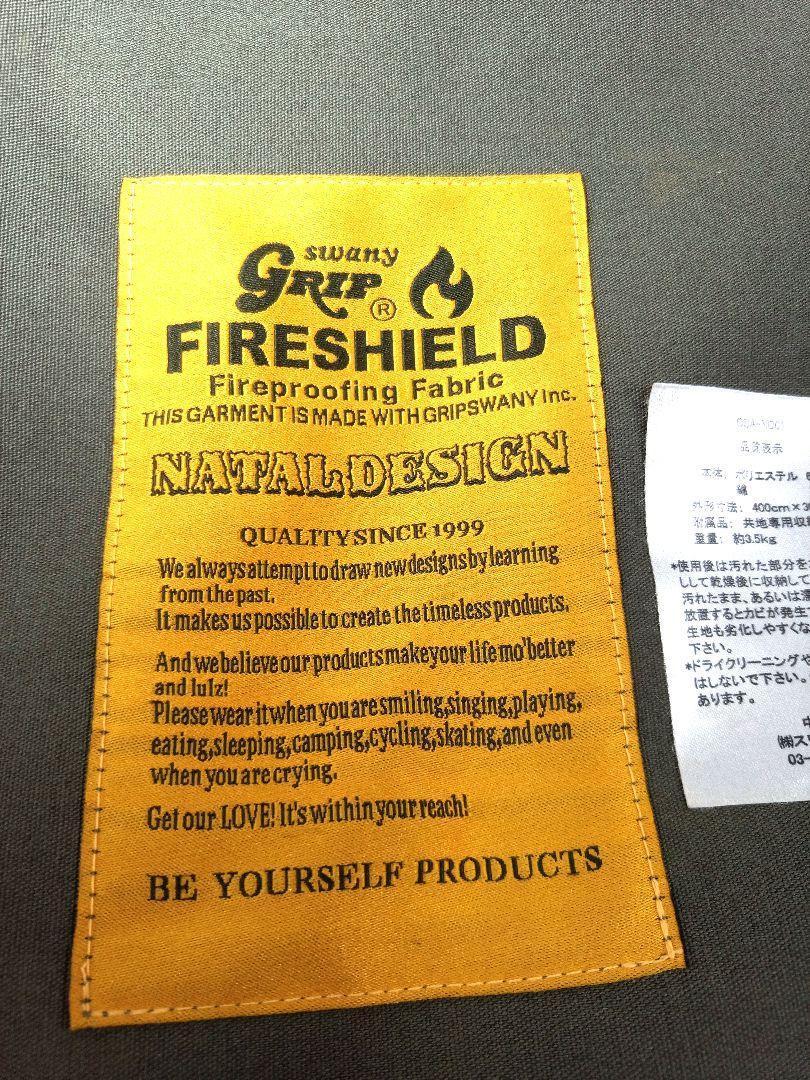 swany
GRIP®
FIRESHIELD
Fireproofing Fabric
THIS GARMENT IS MADE WITH GRIPSWANY Inc.
NATAL DESIGN
QUALITY SINCE 1999
We always attempt to draw new designs by learning
from the past.
It makes us possible to create the timeless products.
And we believe our products make your life mo' better
and lulz!
Please wear it when you are smiling, singing, playing,
eating, sleeping, camping, cycling, skating, and even
when you are crying.
Get our LOVE! It's within your reach!
BE YOURSELF PRODUCTS
品質表示
本体: ポリエステル
綿
外形寸法: 400cm×3
附属品: 共地専用収
重量: 約3.5kg
*使用後は汚れた部分を
して乾燥後に収納して
汚れたまま、あるいは
放置するとカビが発生
生地も劣化しやすくな
下さい。
*ドライクリーニングや
はしないで下さい。
あります。
㈱ス
03-